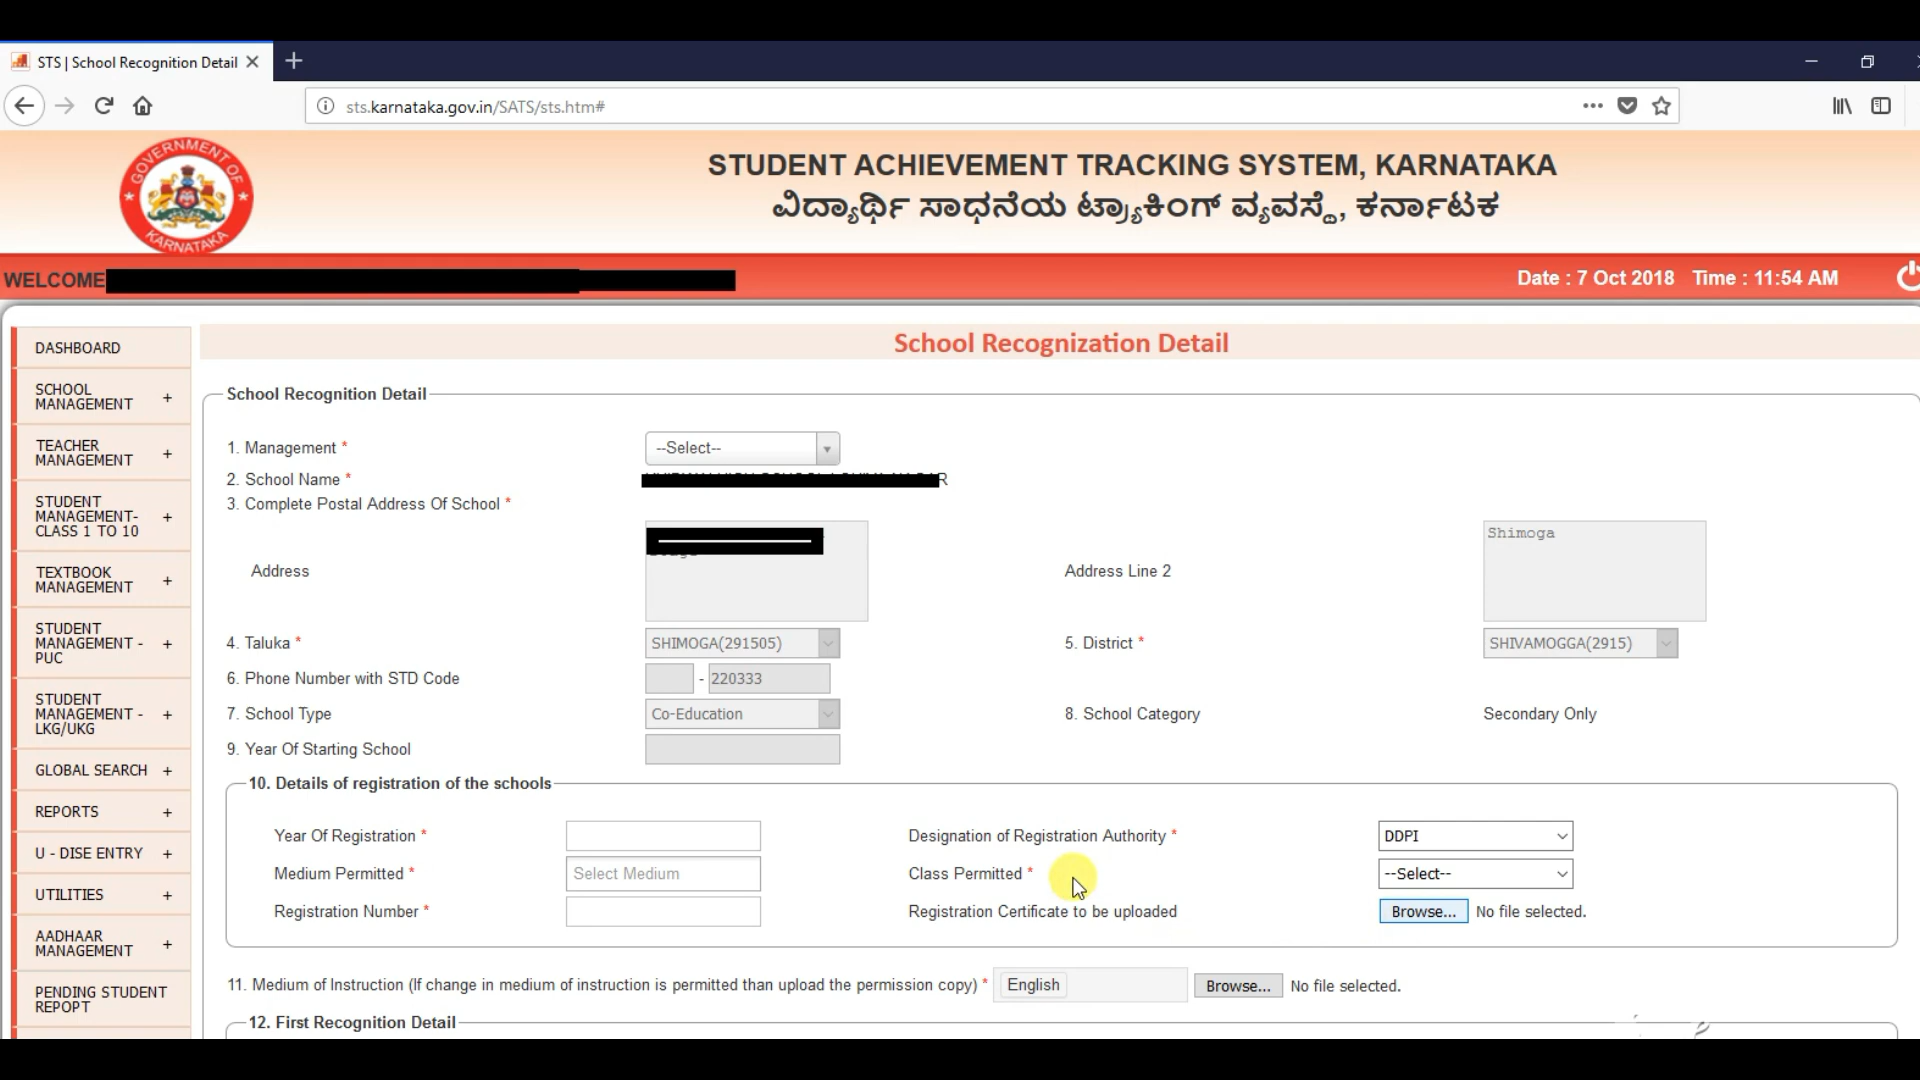 STS | School Recognition Detail
sts.karnataka.gov.in/SATS/sts.htm#
GOVERNMENT OF
KARNATAKA
STUDENT ACHIEVEMENT TRACKING SYSTEM, KARNATAKA
ವಿದ್ಯಾರ್ಥಿ ಸಾಧನೆಯ ಟ್ರ್ಯಾಕಿಂಗ್ ವ್ಯವಸ್ಥೆ, ಕರ್ನಾಟಕ
WELCOME
Date : 7 Oct 2018 Time : 11:54 AM
DASHBOARD
SCHOOL
MANAGEMENT +
TEACHER
MANAGEMENT +
STUDENT
MANAGEMENT-
CLASS 1 TO 10 +
TEXTBOOK
MANAGEMENT +
STUDENT
MANAGEMENT -
PUC +
STUDENT
MANAGEMENT -
LKG/UKG +
GLOBAL SEARCH +
REPORTS +
U - DISE ENTRY +
UTILITIES +
AADHAAR
MANAGEMENT +
PENDING STUDENT
REPOPT
School Recognization Detail
School Recognition Detail
1. Management * --Select--
2. School Name * R
3. Complete Postal Address Of School *
Address
Address Line 2 Shimoga
4. Taluka * SHIMOGA(291505) 5. District * SHIVAMOGGA(2915)
6. Phone Number with STD Code - 220333
7. School Type Co-Education 8. School Category Secondary Only
9. Year Of Starting School
10. Details of registration of the schools
Year Of Registration * Designation of Registration Authority * DDPI
Medium Permitted * Select Medium Class Permitted * --Select--
Registration Number * Registration Certificate to be uploaded Browse... No file selected.
11. Medium of Instruction (If change in medium of instruction is permitted than upload the permission copy) * English Browse... No file selected.
12. First Recognition Detail